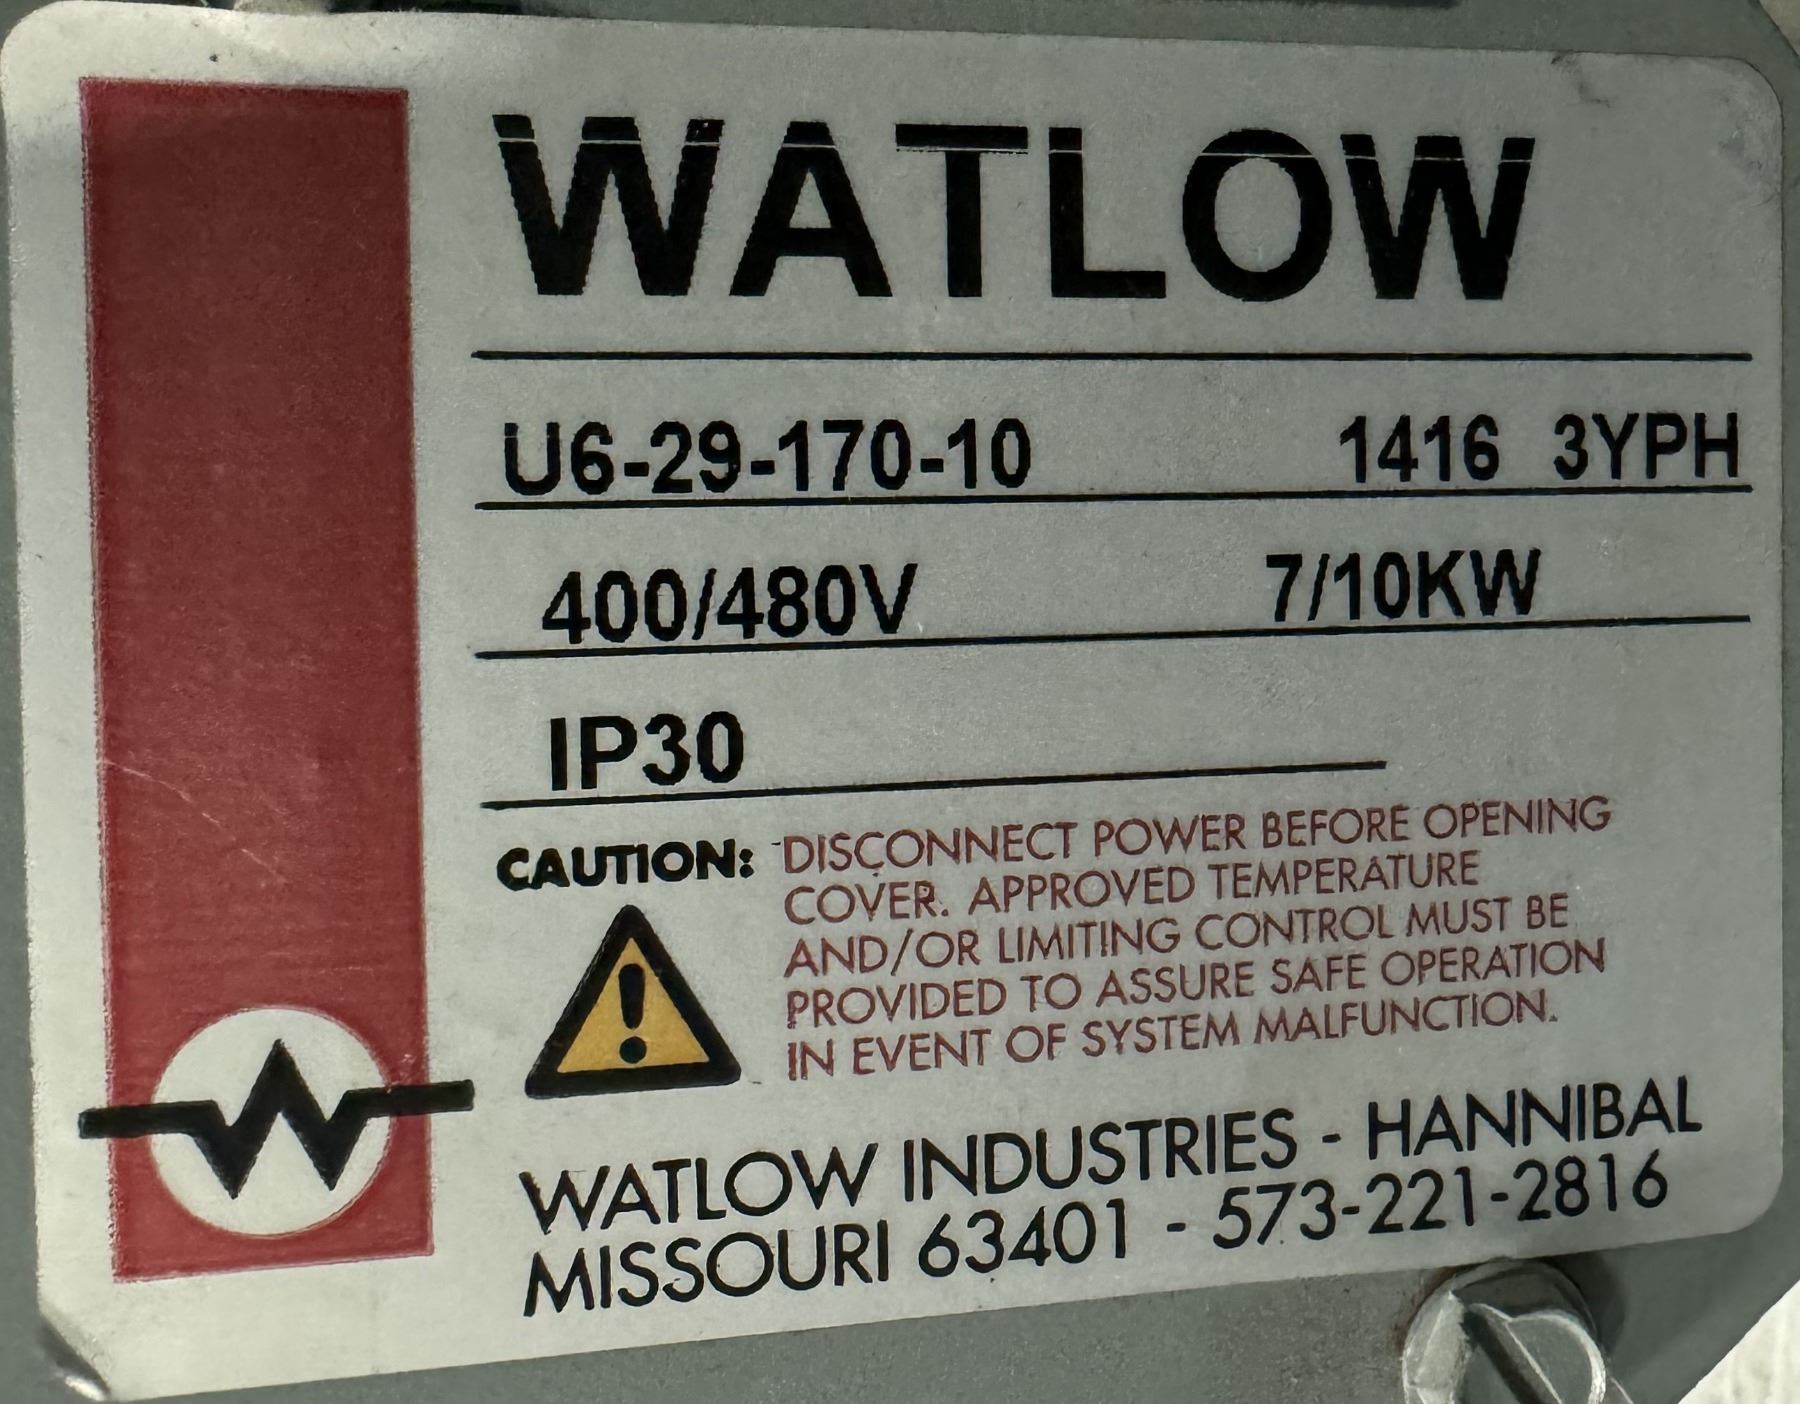 WATLOW
U6-29-170-10 1416 3YPH
400/480V 7/10KW
IP30
CAUTION: DISCONNECT POWER BEFORE OPENING
COVER. APPROVED TEMPERATURE
AND/OR LIMITING CONTROL MUST BE
PROVIDED TO ASSURE SAFE OPERATION
IN EVENT OF SYSTEM MALFUNCTION.
WATLOW INDUSTRIES - HANNIBAL
MISSOURI 63401 - 573-221-2816